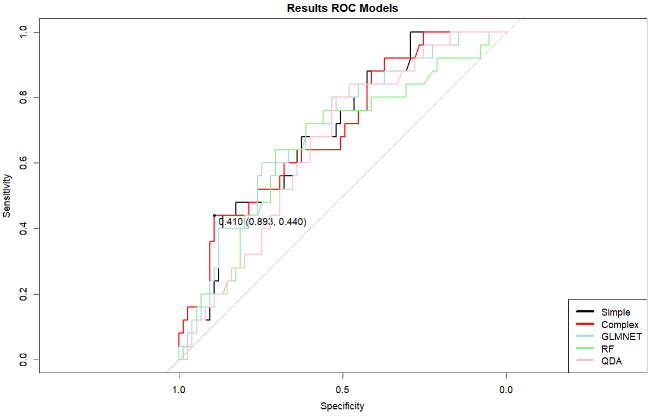 Results ROC Models
1.0
0.8
0.6
0.4
0.2
0.0
Sensitivity
0.410 (0.893, 0.440)
Simple
Complex
GLMNET
RF
QDA
1.0 0.5 0.0
Specificity